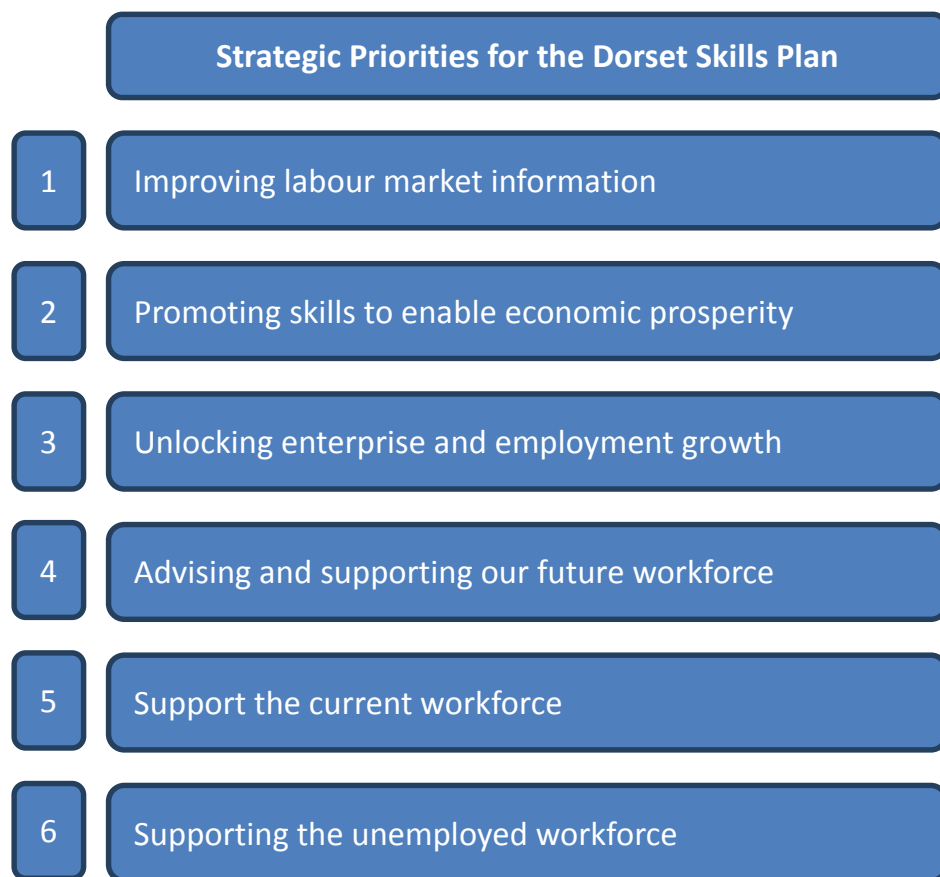 Strategic Priorities for the Dorset Skills Plan
1 Improving labour market information
2 Promoting skills to enable economic prosperity
3 Unlocking enterprise and employment growth
4 Advising and supporting our future workforce
5 Support the current workforce
6 Supporting the unemployed workforce